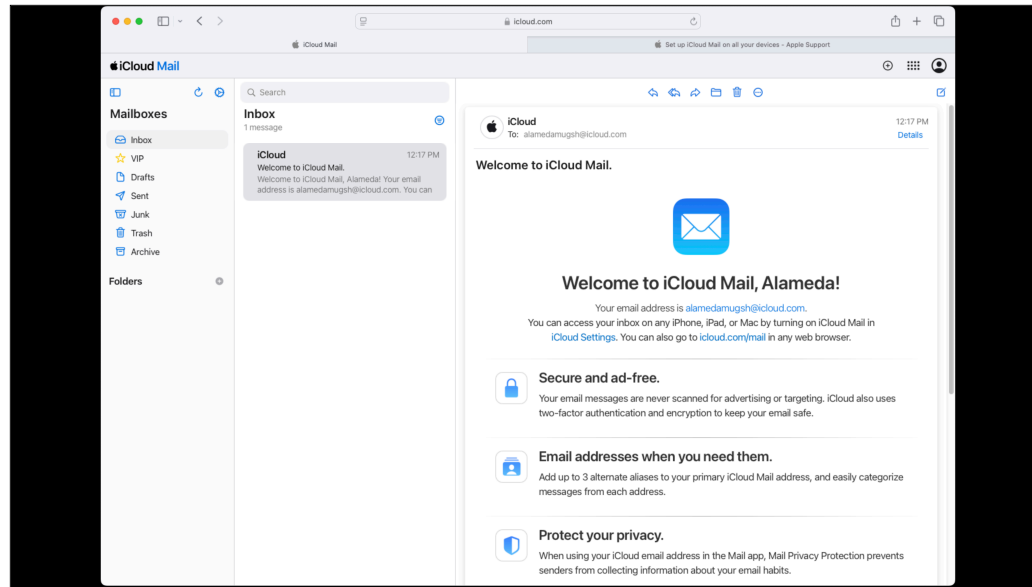 icloud.com
iCloud Mail
Set up iCloud Mail on all your devices - Apple Support
iCloud Mail
Mailboxes
Inbox
VIP
Drafts
Sent
Junk
Trash
Archive
Folders
Search
Inbox
1 message
iCloud 12:17 PM
Welcome to iCloud Mail.
Welcome to iCloud Mail, Alameda! Your email
address is alamedamugsh@icloud.com. You can
iCloud 12:17 PM
To: alamedamugsh@icloud.com Details
Welcome to iCloud Mail.
Welcome to iCloud Mail, Alameda!
Your email address is alamedamugsh@icloud.com.
You can access your inbox on any iPhone, iPad, or Mac by turning on iCloud Mail in
iCloud Settings. You can also go to icloud.com/mail in any web browser.
Secure and ad-free.
Your email messages are never scanned for advertising or targeting. iCloud also uses
two-factor authentication and encryption to keep your email safe.
Email addresses when you need them.
Add up to 3 alternate aliases to your primary iCloud Mail address, and easily categorize
messages from each address.
Protect your privacy.
When using your iCloud email address in the Mail app, Mail Privacy Protection prevents
senders from collecting information about your email habits.